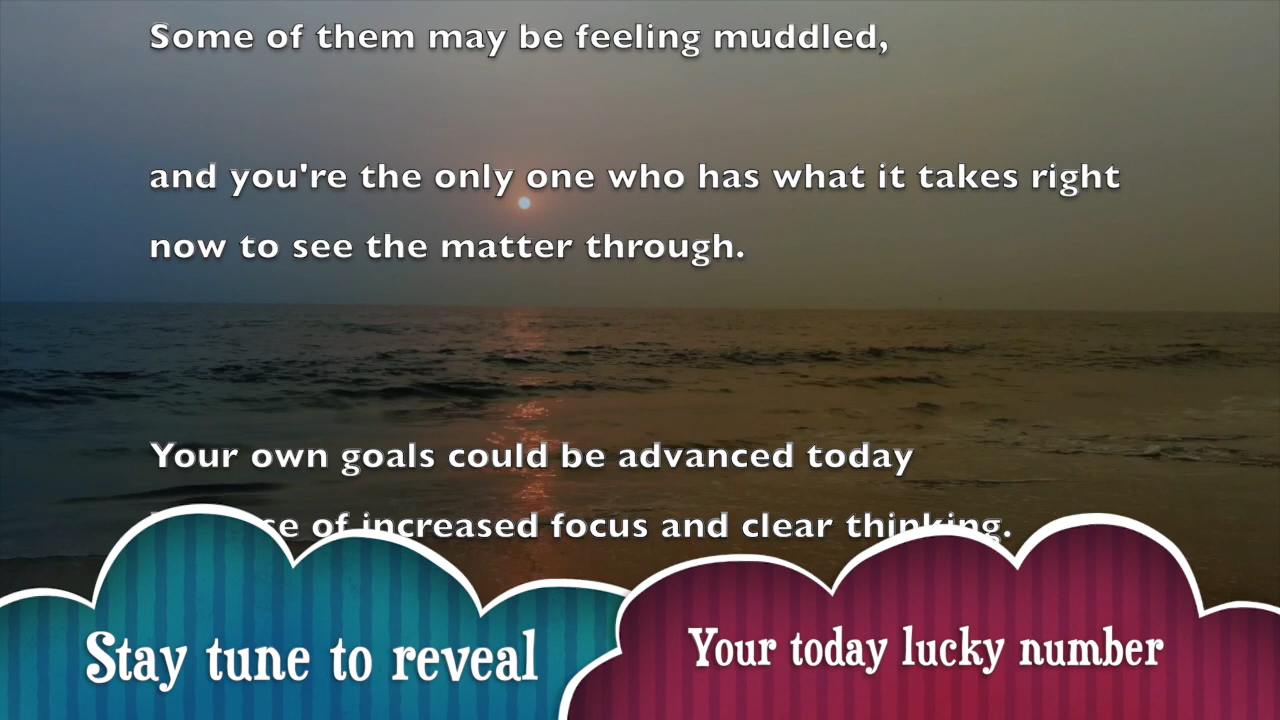 Some of them may be feeling muddled,
and you're the only one who has what it takes right
now to see the matter through.
Your own goals could be advanced today
of increased focus and clear thinking.
Stay tune to reveal
Your today lucky number